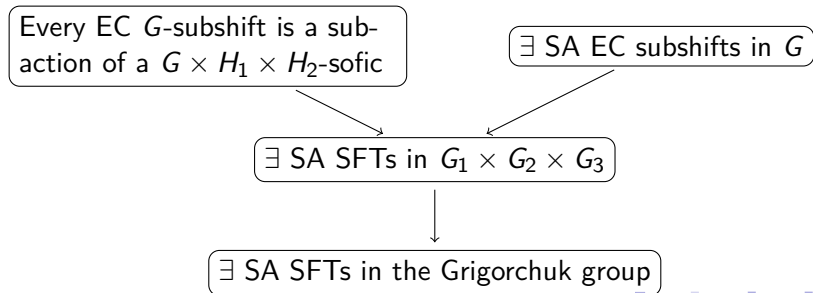 Every EC G-subshift is a sub-
action of a G × H₁ × H₂-sofic
∃ SA EC subshifts in G
∃ SA SFTs in G₁ × G₂ × G₃
∃ SA SFTs in the Grigorchuk group